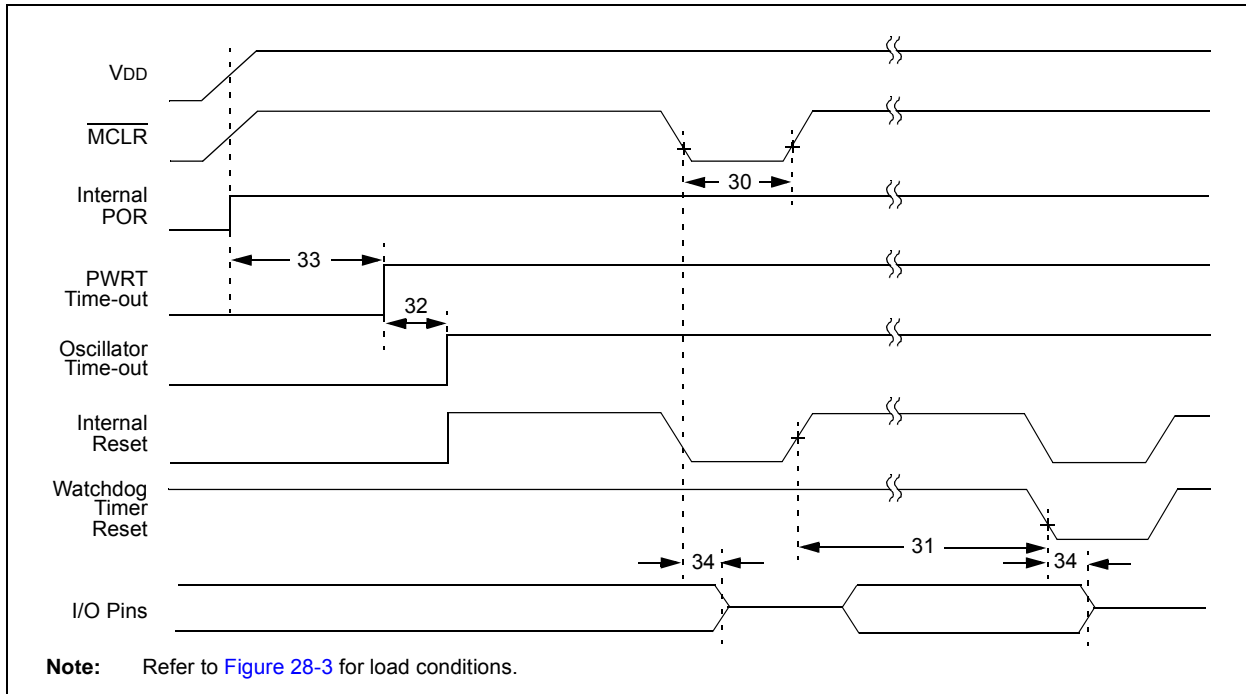 VDD
MCLR
30
Internal
POR
33
PWRT
Time-out
32
Oscillator
Time-out
Internal
Reset
Watchdog
Timer
Reset
31
34
34
I/O Pins
Note: Refer to Figure 28-3 for load conditions.